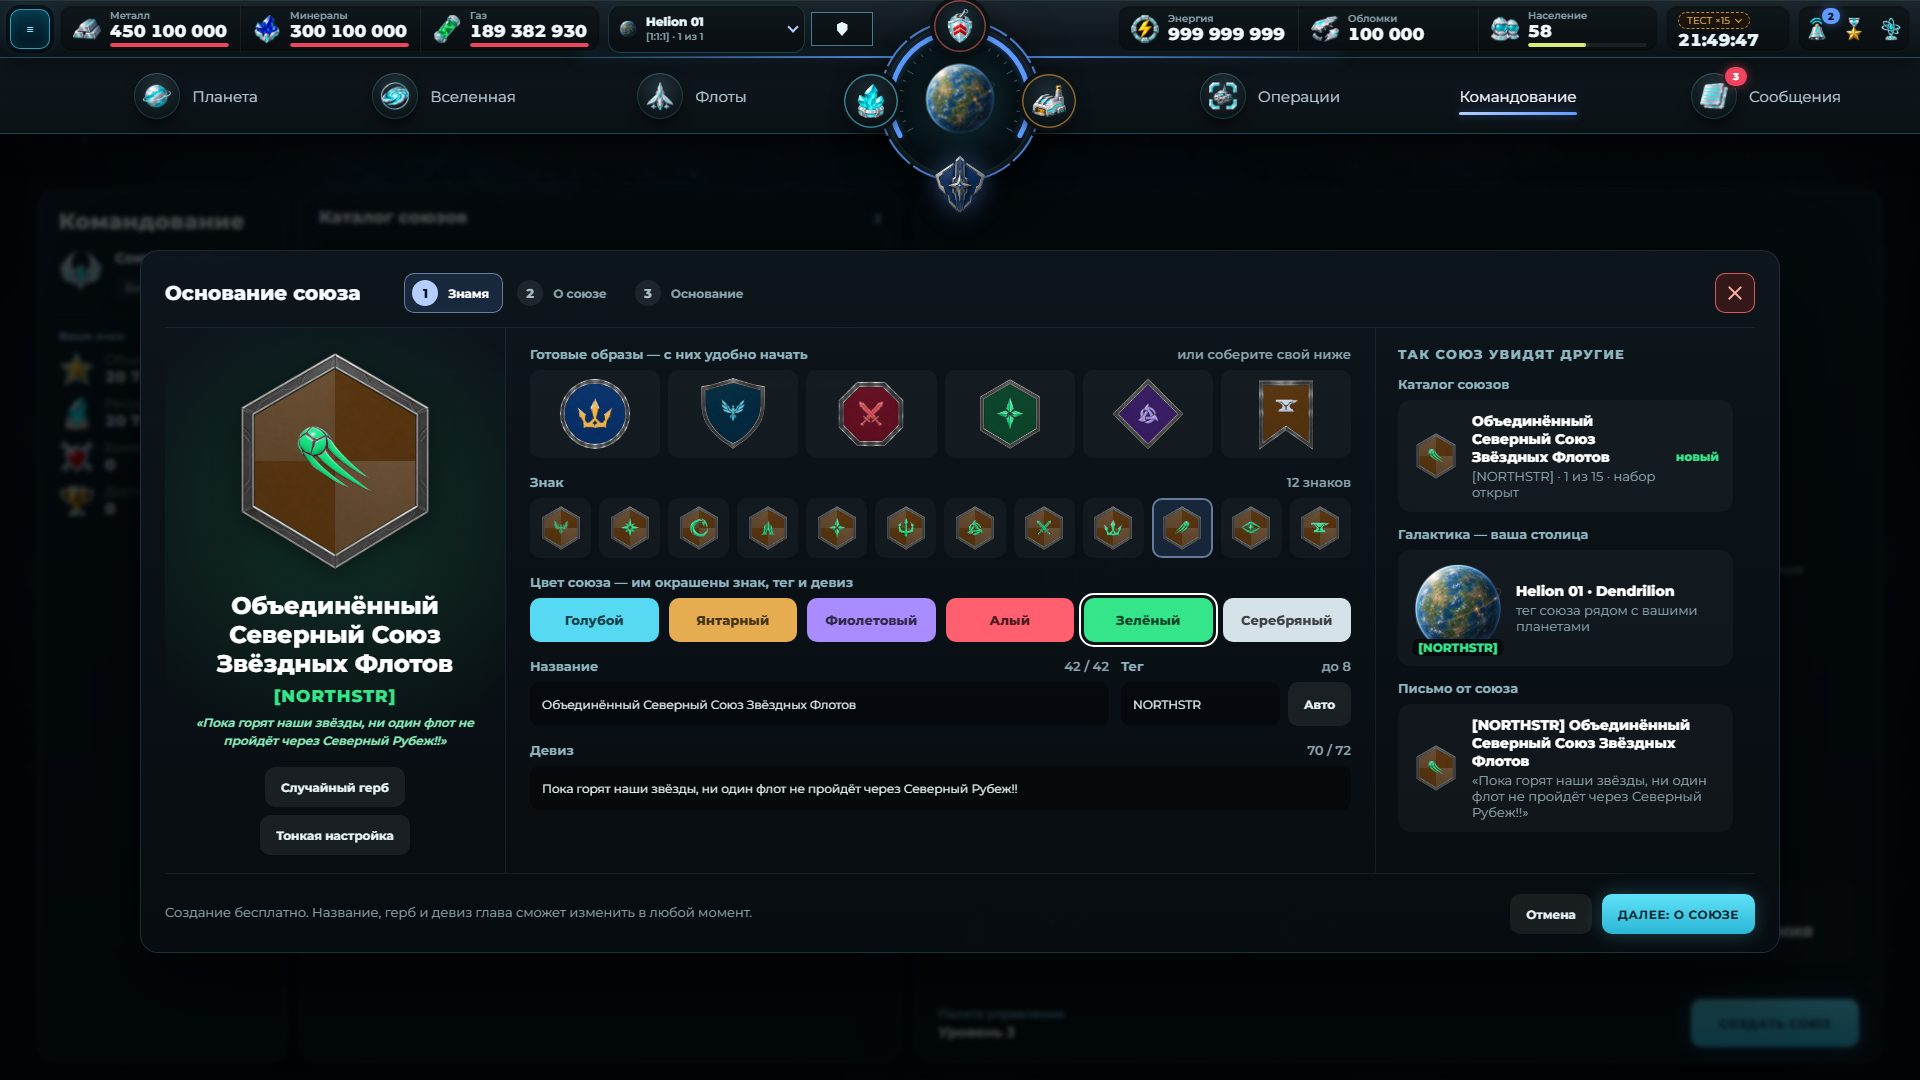 Металл
450 100 000
Минералы
300 100 000
Газ
189 382 930
Helion 01
[1:1:1] · 1 из 1
Энергия
999 999 999
Обломки
100 000
Население
58
ТЕСТ ×15
21:49:47
2
Планета
Вселенная
Флоты
Операции
Командование
3
Сообщения
Командование
Каталог союзов
Основание союза
1 Знамя
2 О союзе
3 Основание
Объединённый
Северный Союз
Звёздных Флотов
[NORTHSTR]
«Пока горят наши звёзды, ни один флот не
пройдёт через Северный Рубеж!!»
Случайный герб
Тонкая настройка
Готовые образы — с них удобно начать
или соберите свой ниже
Знак
12 знаков
Цвет союза — им окрашены знак, тег и девиз
Голубой
Янтарный
Фиолетовый
Алый
Зелёный
Серебряный
Название
42 / 42
Тег
до 8
Объединённый Северный Союз Звёздных Флотов
NORTHSTR
Авто
Девиз
70 / 72
Пока горят наши звёзды, ни один флот не пройдёт через Северный Рубеж!!
ТАК СОЮЗ УВИДЯТ ДРУГИЕ
Каталог союзов
Объединённый
Северный Союз
Звёздных Флотов
новый
[NORTHSTR] · 1 из 15 · набор
открыт
Галактика — ваша столица
Helion 01 · Dendrilion
тег союза рядом с вашими
планетами
[NORTHSTR]
Письмо от союза
[NORTHSTR] Объединённый
Северный Союз Звёздных
Флотов
«Пока горят наши звёзды, ни один
флот не пройдёт через Северный
Рубеж!!»
Создание бесплатно. Название, герб и девиз глава сможет изменить в любой момент.
Отмена
ДАЛЕЕ: О СОЮЗЕ
Палата управления
Уровень 3
СОЗДАТЬ СОЮЗ